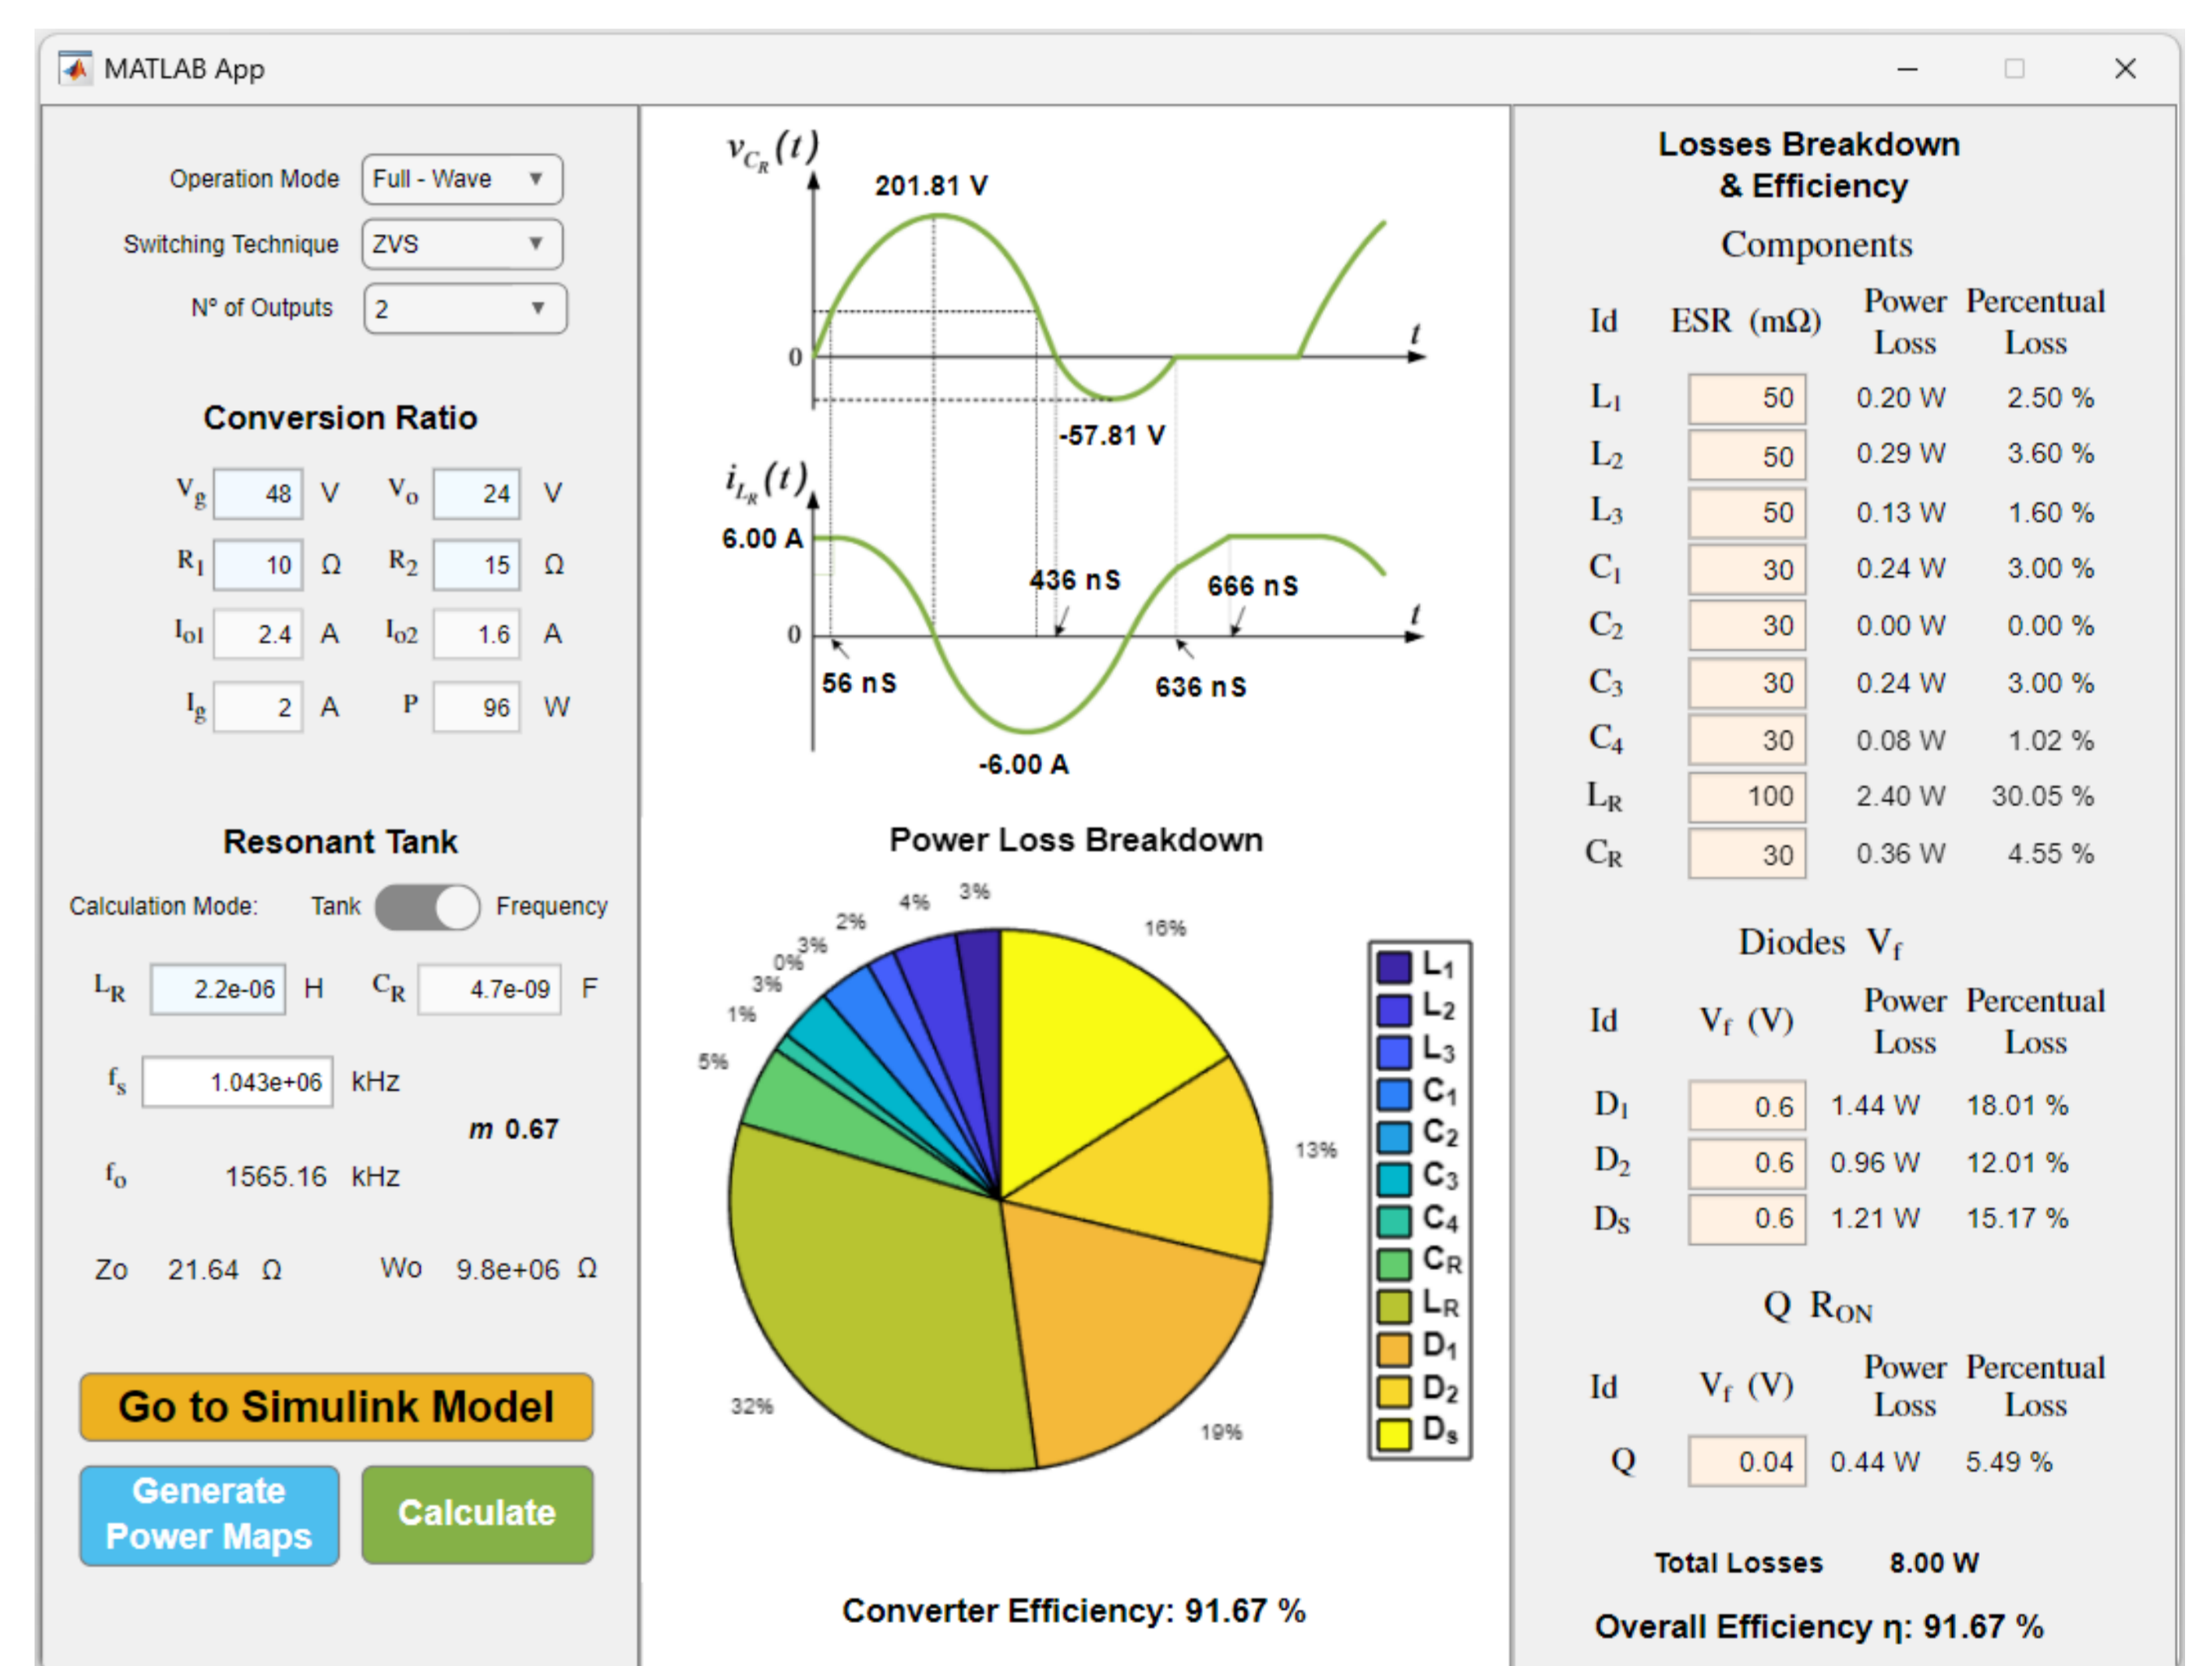 MATLAB App
Operation Mode Full - Wave
Switching Technique ZVS
Nº of Outputs 2
Conversion Ratio
Vg 48 V Vo 24 V
R1 10 Ω R2 15 Ω
Io1 2.4 A Io2 1.6 A
Ig 2 A P 96 W
Resonant Tank
Calculation Mode: Tank Frequency
LR 2.2e-06 H CR 4.7e-09 F
fs 1.043e+06 kHz
m 0.67
fo 1565.16 kHz
Zo 21.64 Ω Wo 9.8e+06 Ω
Go to Simulink Model
Generate
Power Maps
Calculate
vCR(t)
201.81 V
0
t
-57.81 V
iLR(t)
6.00 A
436 nS
666 nS
0
t
56 nS
636 nS
-6.00 A
Power Loss Breakdown
3%
4%
2%
3%
0%
3%
1%
5%
32%
19%
13%
16%
L1
L2
L3
C1
C2
C3
C4
CR
LR
D1
D2
Ds
Converter Efficiency: 91.67 %
Losses Breakdown
& Efficiency
Components
Id ESR (mΩ) Power Loss Percentual Loss
L1 50 0.20 W 2.50 %
L2 50 0.29 W 3.60 %
L3 50 0.13 W 1.60 %
C1 30 0.24 W 3.00 %
C2 30 0.00 W 0.00 %
C3 30 0.24 W 3.00 %
C4 30 0.08 W 1.02 %
LR 100 2.40 W 30.05 %
CR 30 0.36 W 4.55 %
Diodes Vf
Id Vf (V) Power Loss Percentual Loss
D1 0.6 1.44 W 18.01 %
D2 0.6 0.96 W 12.01 %
DS 0.6 1.21 W 15.17 %
Q RON
Id Vf (V) Power Loss Percentual Loss
Q 0.04 0.44 W 5.49 %
Total Losses 8.00 W
Overall Efficiency η: 91.67 %